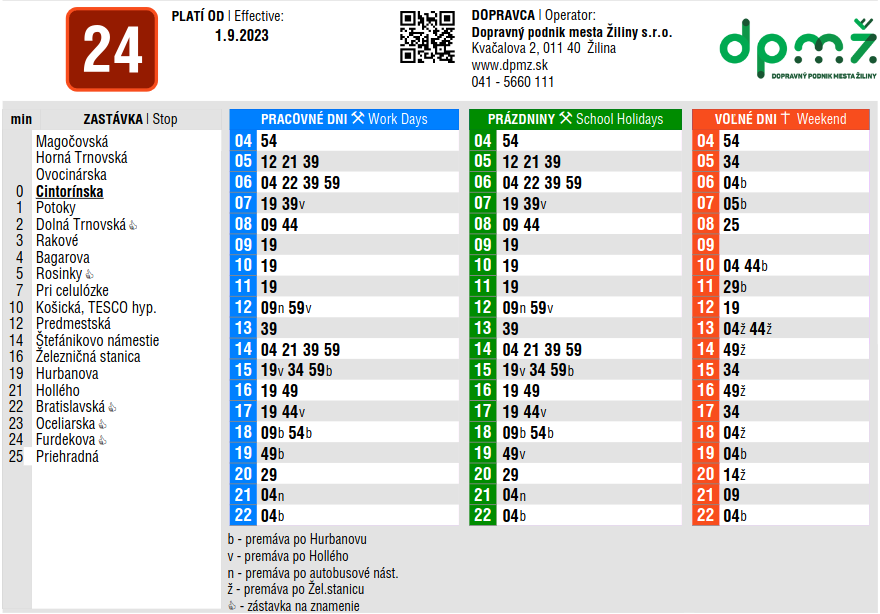 24
PLATÍ OD | Effective:
1.9.2023
DOPRAVCA | Operator:
Dopravný podnik mesta Žiliny s.r.o.
Kvačalova 2, 011 40 Žilina
www.dpmz.sk
041 - 5660 111
dpmž
DOPRAVNÝ PODNIK MESTA ŽILINY
min ZASTÁVKA | Stop
Magočovská
Horná Trnovská
Ovocinárska
0 Cintorínska
1 Potoky
2 Dolná Trnovská
3 Rakové
4 Bagarova
5 Rosinky
7 Pri celulózke
10 Košická, TESCO hyp.
12 Predmestská
14 Štefánikovo námestie
16 Železničná stanica
19 Hurbanova
21 Hollého
22 Bratislavská
23 Oceliarska
24 Furdekova
25 Priehradná
PRACOVNÉ DNI Work Days
04 54
05 12 21 39
06 04 22 39 59
07 19 39v
08 09 44
09 19
10 19
11 19
12 09n 59v
13 39
14 04 21 39 59
15 19v 34 59b
16 19 49
17 19 44v
18 09b 54b
19 49b
20 29
21 04n
22 04b
PRÁZDNINY School Holidays
04 54
05 12 21 39
06 04 22 39 59
07 19 39v
08 09 44
09 19
10 19
11 19
12 09n 59v
13 39
14 04 21 39 59
15 19v 34 59b
16 19 49
17 19 44v
18 09b 54b
19 49v
20 29
21 04n
22 04b
VOĽNÉ DNI Weekend
04 54
05 34
06 04b
07 05b
08 25
09
10 04 44b
11 29b
12 19
13 04ž 44ž
14 49ž
15 34
16 49ž
17 34
18 04ž
19 04b
20 14ž
21 09
22 04b
b - premáva po Hurbanovu
v - premáva po Hollého
n - premáva po autobusové nást.
ž - premáva po Žel.stanicu
- zástavka na znamenie